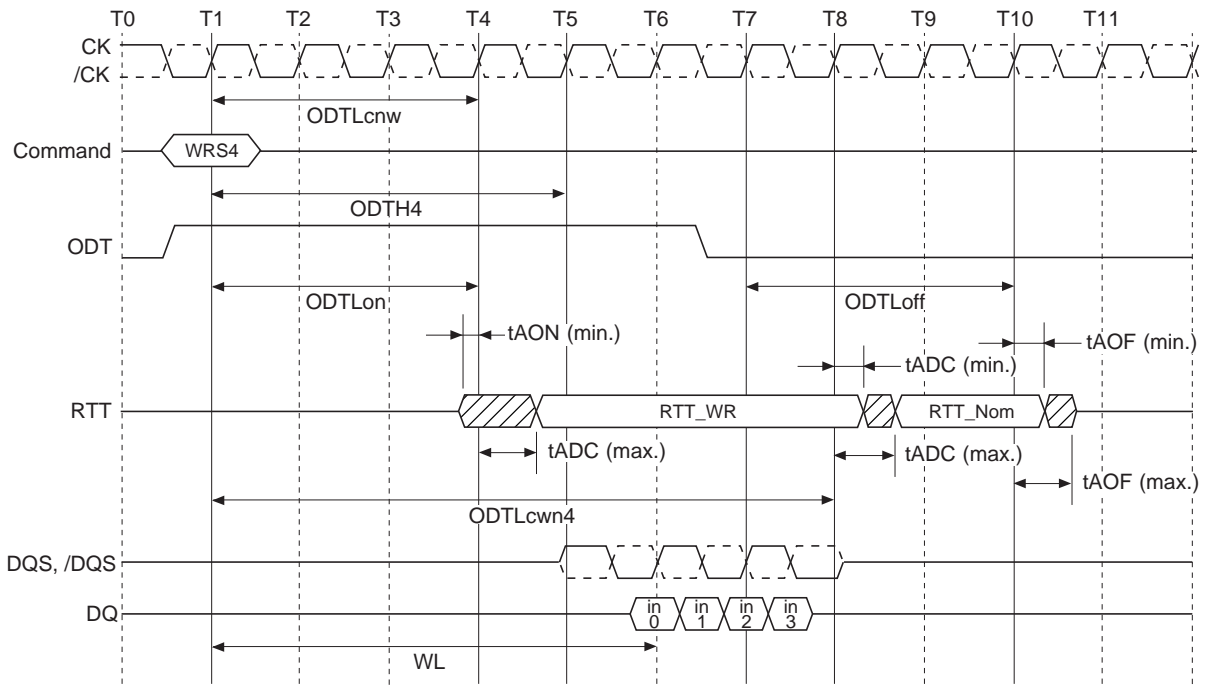 T0 T1 T2 T3 T4 T5 T6 T7 T8 T9 T10 T11
CK
/CK
ODTLcnw
Command
WRS4
ODTH4
ODT
ODTLon
ODTLoff
tAON (min.)
tAOF (min.)
tADC (min.)
RTT
RTT_WR
RTT_Nom
tADC (max.)
tADC (max.)
tAOF (max.)
ODTLcwn4
DQS, /DQS
DQ
in 0
in 1
in 2
in 3
WL